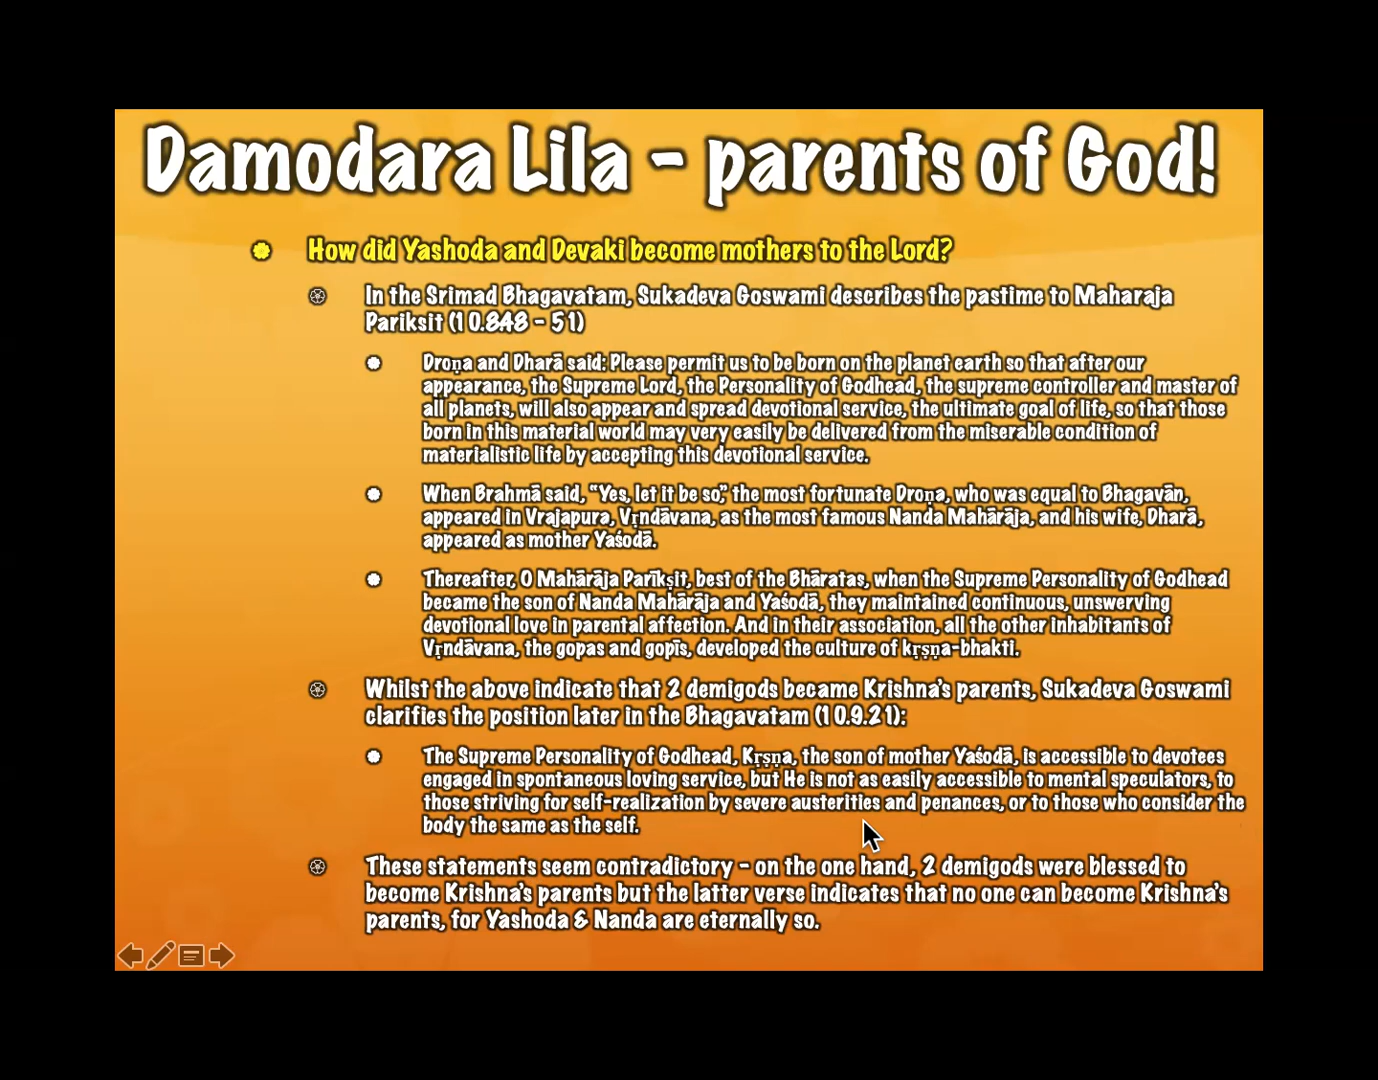 Damodara Lila - parents of God!
How did Yashoda and Devaki become mothers to the Lord?
In the Srimad Bhagavatam, Sukadeva Goswami describes the pastime to Maharaja
Pariksit (10.848 - 51)
Droṇa and Dharā said: Please permit us to be born on the planet earth so that after our
appearance, the Supreme Lord, the Personality of Godhead, the supreme controller and master of
all planets, will also appear and spread devotional service, the ultimate goal of life, so that those
born in this material world may very easily be delivered from the miserable condition of
materialistic life by accepting this devotional service.
When Brahmā said, “Yes, let it be so,” the most fortunate Droṇa, who was equal to Bhagavān,
appeared in Vrajapura, Vṛndāvana, as the most famous Nanda Mahārāja, and his wife, Dharā,
appeared as mother Yaśodā.
Thereafter, O Mahārāja Parīkṣit, best of the Bhāratas, when the Supreme Personality of Godhead
became the son of Nanda Mahārāja and Yaśodā, they maintained continuous, unswerving
devotional love in parental affection. And in their association, all the other inhabitants of
Vṛndāvana, the gopas and gopīs, developed the culture of kṛṣṇa-bhakti.
Whilst the above indicate that 2 demigods became Krishna's parents, Sukadeva Goswami
clarifies the position later in the Bhagavatam (10.9.21):
The Supreme Personality of Godhead, Kṛṣṇa, the son of mother Yaśodā, is accessible to devotees
engaged in spontaneous loving service, but He is not as easily accessible to mental speculators, to
those striving for self-realization by severe austerities and penances, or to those who consider the
body the same as the self.
These statements seem contradictory - on the one hand, 2 demigods were blessed to
become Krishna's parents but the latter verse indicates that no one can become Krishna's
parents, for Yashoda & Nanda are eternally so.